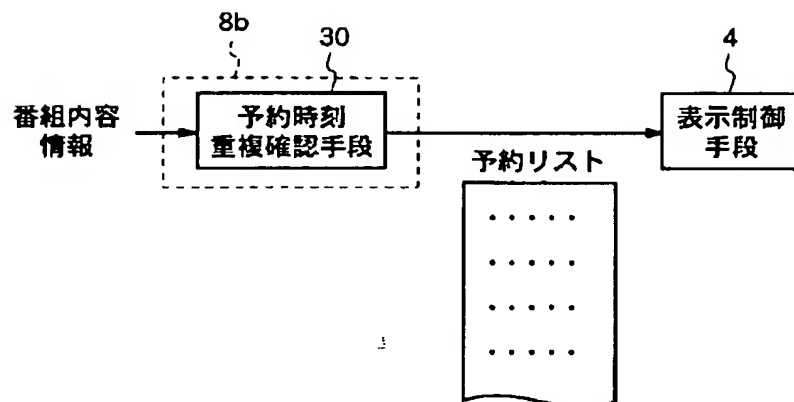 8b
30
4
番組内容
情報
予約時刻
重複確認手段
表示制御
手段
予約リスト